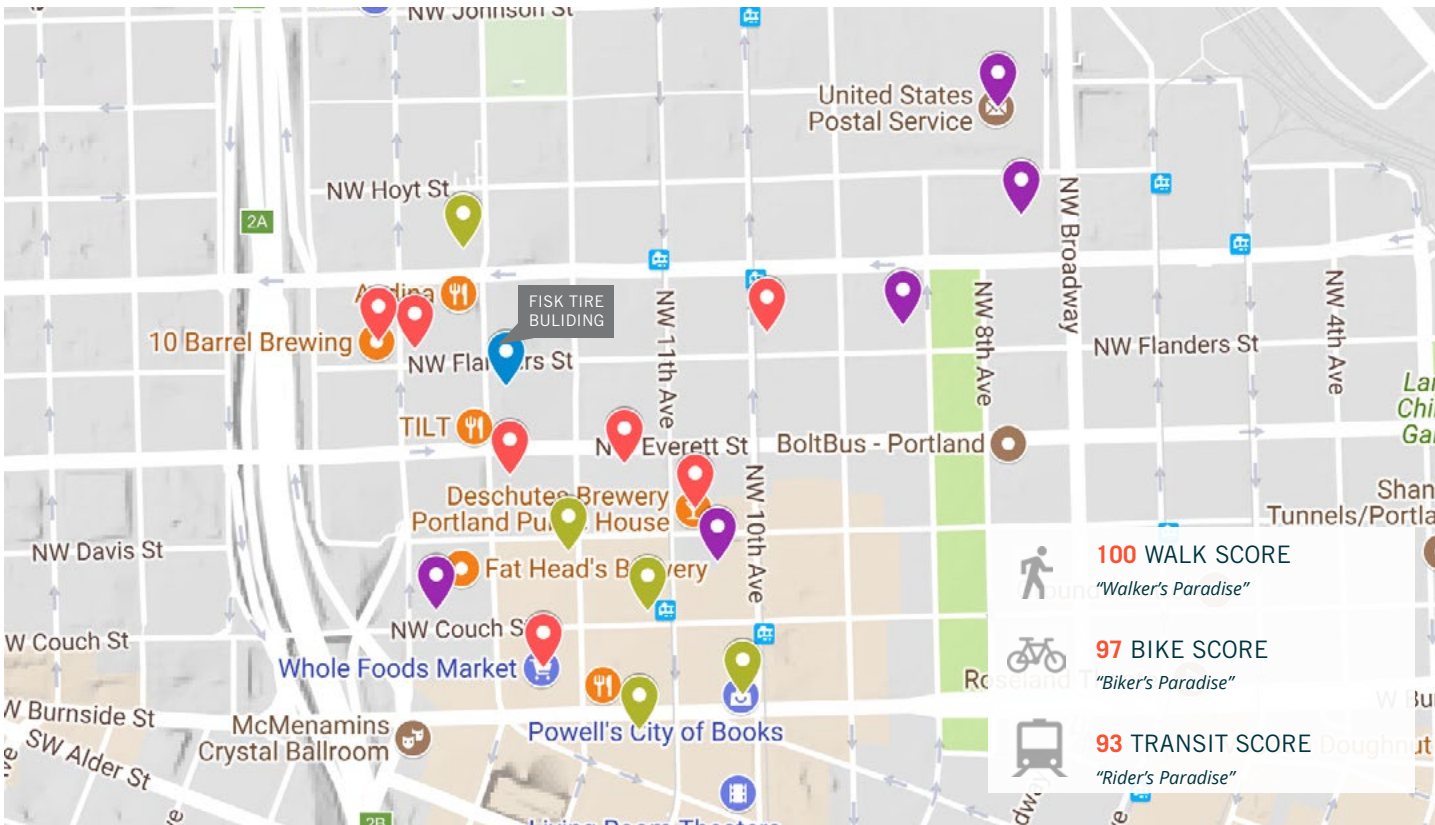 NW Johnson St
United States
Postal Service
NW Hoyt St
2A
NW Broadway
FISK TIRE
BULIDING
NW 11th Ave
NW 8th Ave
NW 4th Ave
10 Barrel Brewing
NW Flanders St
NW Flanders St
TILT
NW Everett St
BoltBus - Portland
NW 10th Ave
Deschutes Brewery
Portland House
NW Davis St
Fat Head's Brewery
100 WALK SCORE
"Walker's Paradise"
NW Couch St
W Couch St
97 BIKE SCORE
"Biker's Paradise"
Whole Foods Market
W Burnside St
McMenamins
Crystal Ballroom
Powell's City of Books
SW Alder St
93 TRANSIT SCORE
"Rider's Paradise"
2B
Living Room Theaters